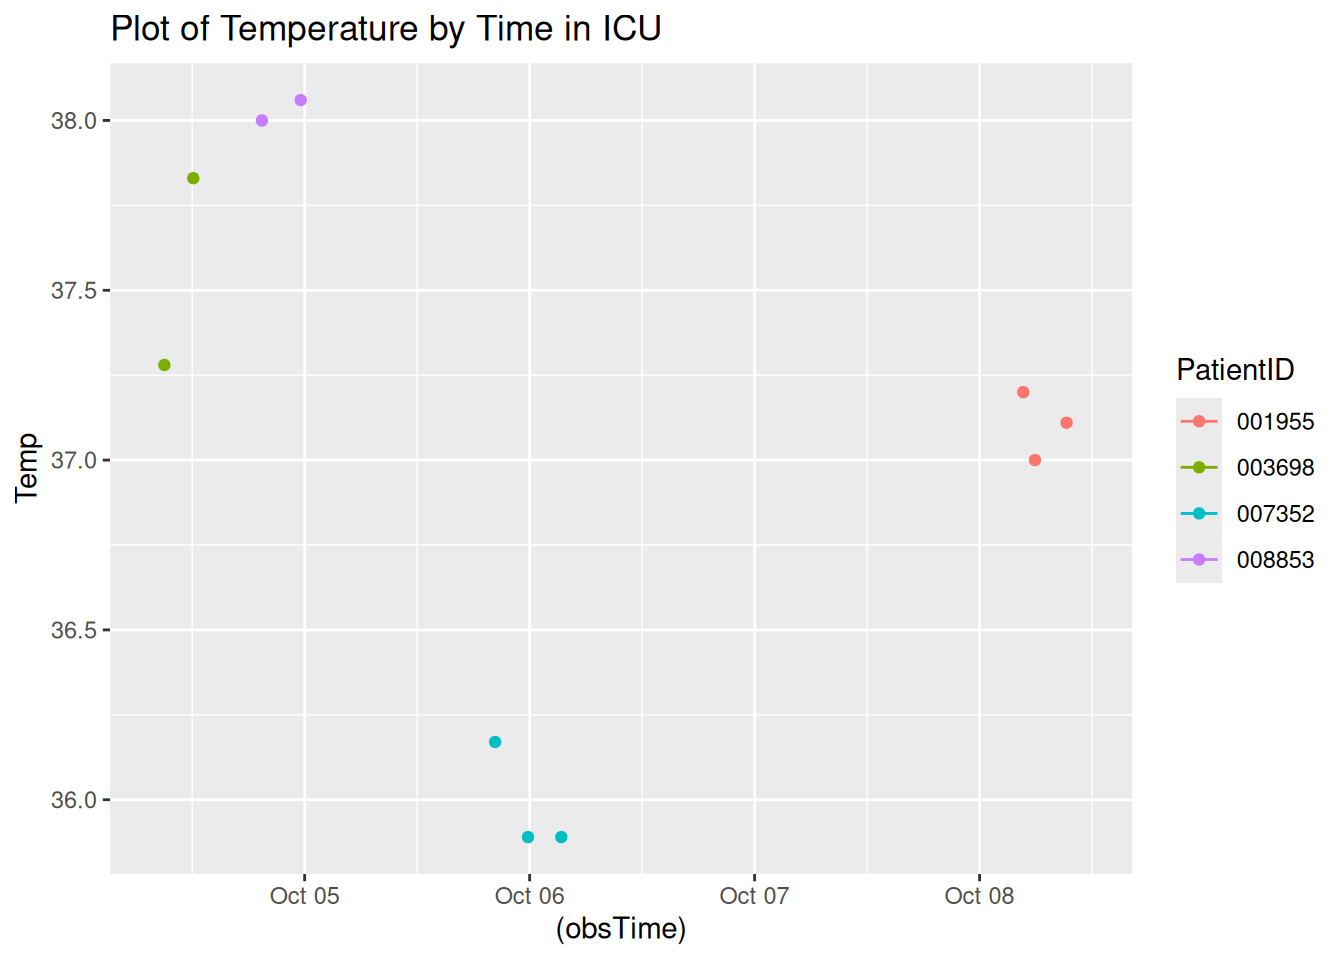 Plot of Temperature by Time in ICU
38.0
37.5
37.0
36.5
36.0
Temp
Oct 05
Oct 06
Oct 07
Oct 08
(obsTime)
PatientID
001955
003698
007352
008853